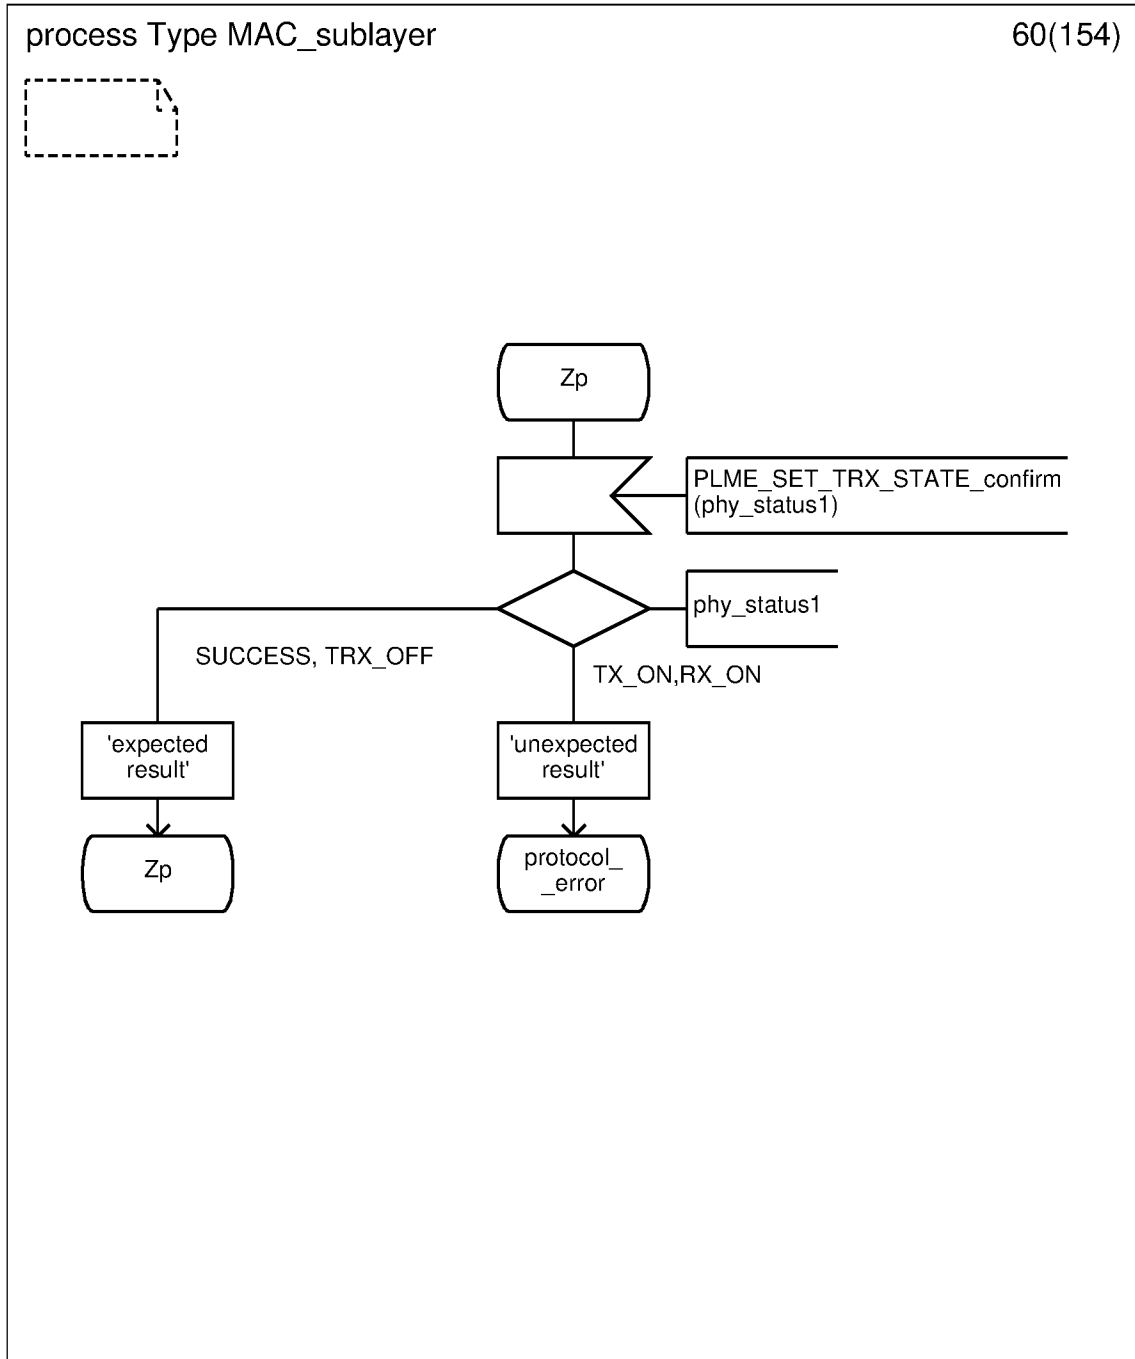 process Type MAC_sublayer
60(154)
Zp
PLME_SET_TRX_STATE_confirm
(phy_status1)
phy_status1
SUCCESS, TRX_OFF
TX_ON,RX_ON
'expected
result'
'unexpected
result'
Zp
protocol_
_error